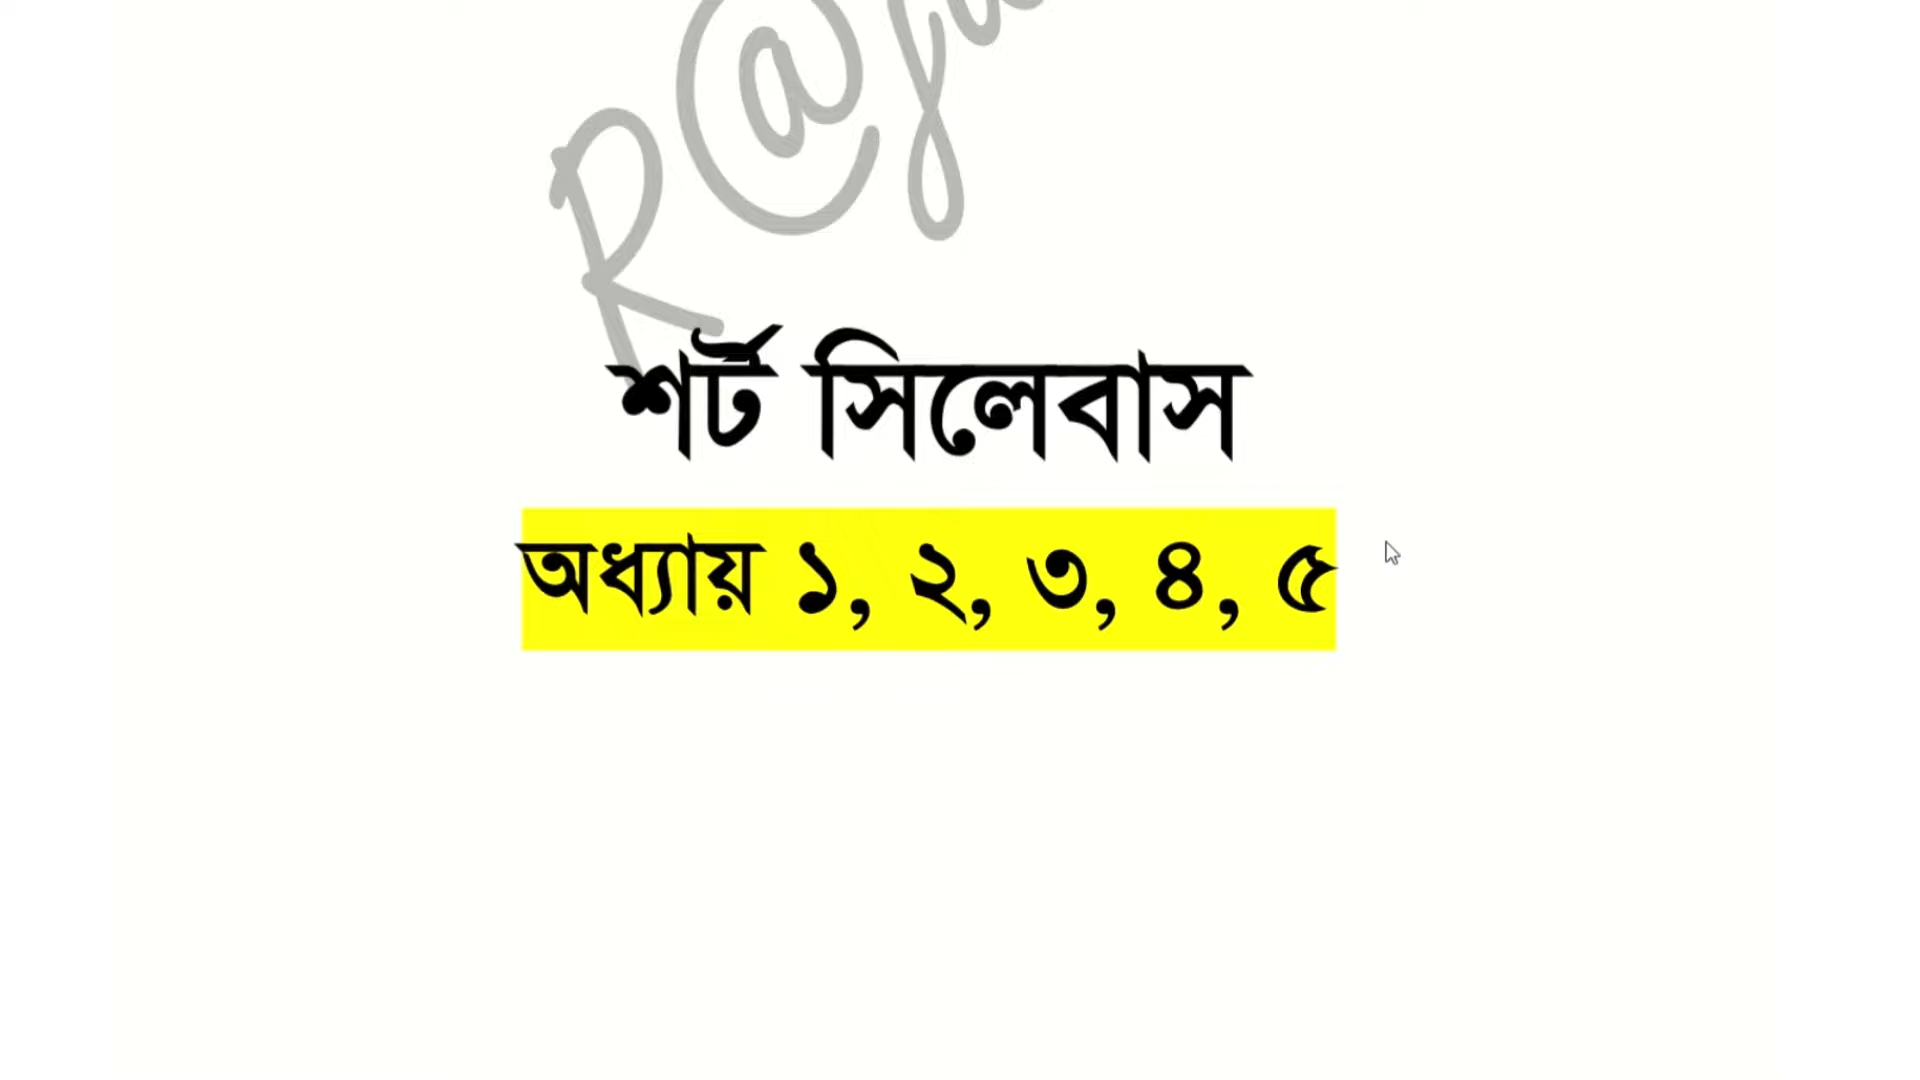 শর্ট সিলেবাস
অধ্যায় ১, ২, ৩, ৪, ৫